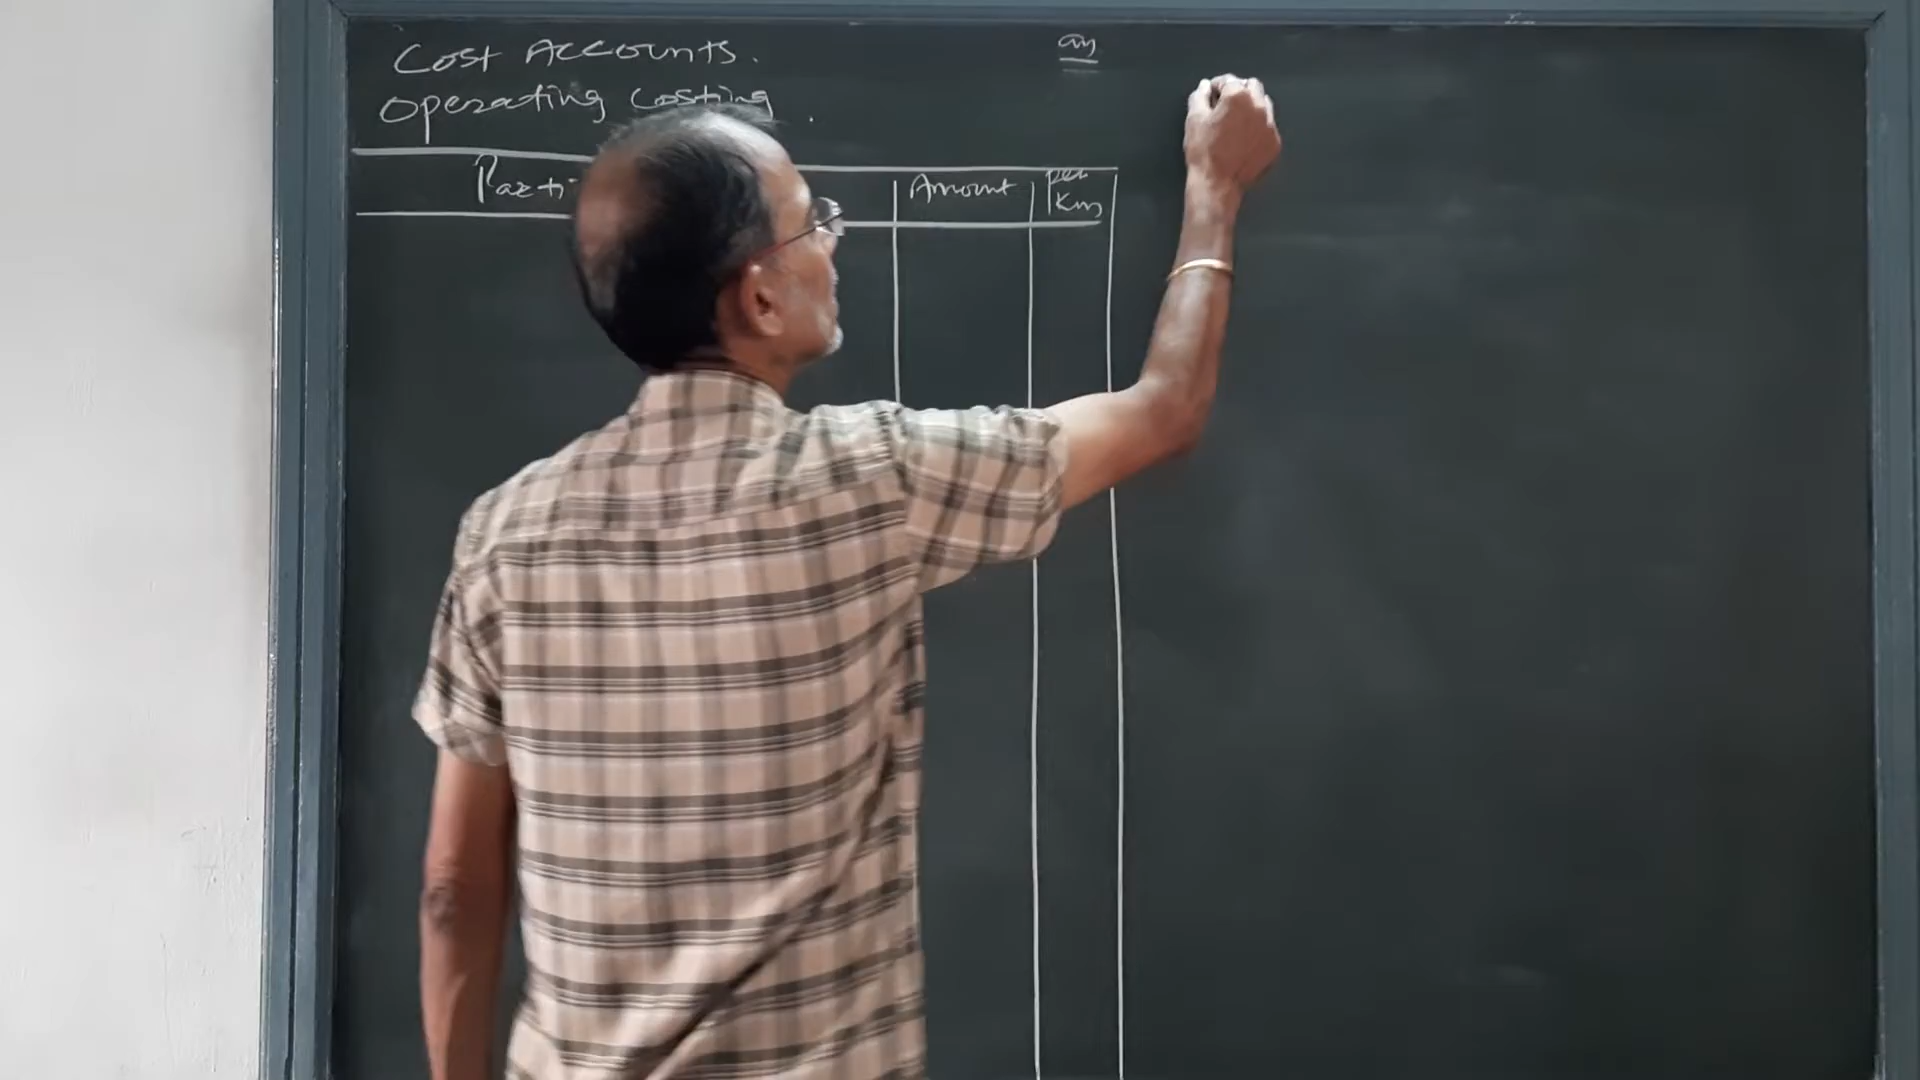 Cost Accounts.
Operating Costing.
Amount
per
Km